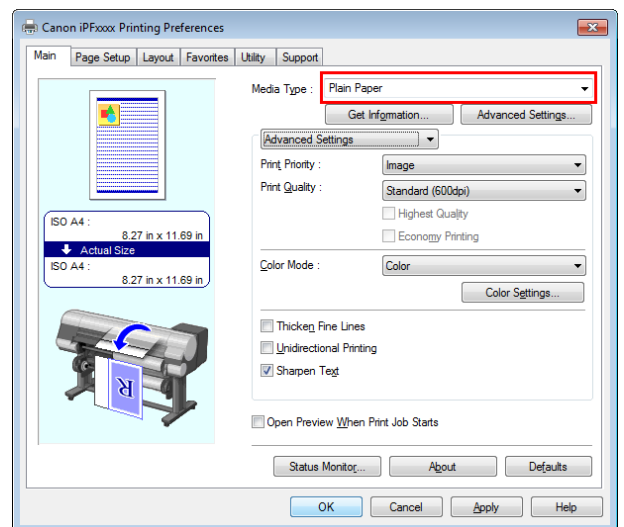 Canon iPFxxxx Printing Preferences
Main Page Setup Layout Favorites Utility Support
Media Type : Plain Paper
Get Information... Advanced Settings...
Advanced Settings
Print Priority : Image
Print Quality : Standard (600dpi)
Highest Quality
Economy Printing
ISO A4 :
8.27 in x 11.69 in
Actual Size
ISO A4 :
8.27 in x 11.69 in
Color Mode : Color
Color Settings...
Thicken Fine Lines
Unidirectional Printing
Sharpen Text
R
Open Preview When Print Job Starts
Status Monitor... About Defaults
OK Cancel Apply Help